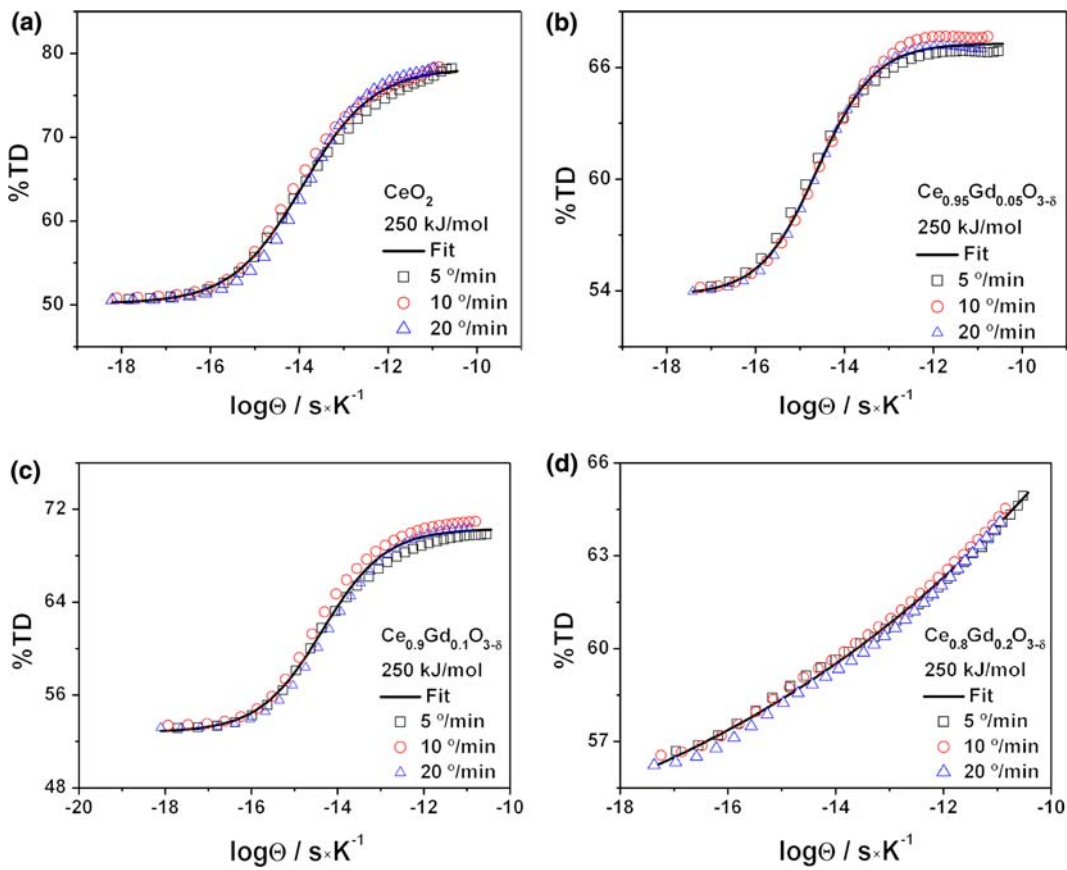 (a)
80
70
60
50
%TD
CeO₂
250 kJ/mol
Fit
5 º/min
10 º/min
20 º/min
-18 -16 -14 -12 -10
logΘ / s×K⁻¹
(b)
66
60
54
%TD
Ce₀.₉₅Gd₀.₀₅O₃₋δ
250 kJ/mol
Fit
5 º/min
10 º/min
20 º/min
-18 -16 -14 -12 -10
logΘ / s×K⁻¹
(c)
72
64
56
48
%TD
Ce₀.₉Gd₀.₁O₃₋δ
250 kJ/mol
Fit
5 º/min
10 º/min
20 º/min
-20 -18 -16 -14 -12 -10
logΘ / s×K⁻¹
(d)
66
63
60
57
%TD
Ce₀.₈Gd₀.₂O₃₋δ
250 kJ/mol
Fit
5 º/min
10 º/min
20 º/min
-18 -16 -14 -12 -10
logΘ / s×K⁻¹